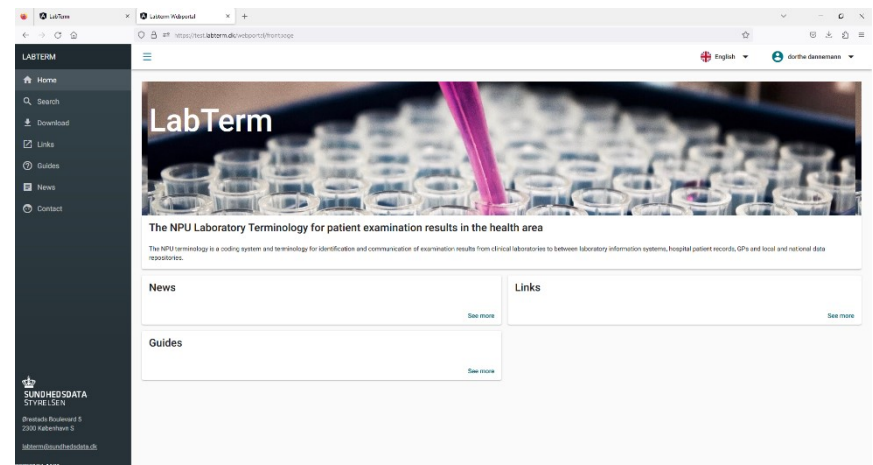 LabTerm
Labterm Webportal
https://test.labterm.dk/webportal/frontpage
LABTERM
English
dorthe dannemann
Home
Search
Download
Links
Guides
News
Contact
LabTerm
The NPU Laboratory Terminology for patient examination results in the health area
The NPU terminology is a coding system and terminology for identification and communication of examination results from clinical laboratories to between laboratory information systems, hospital patient records, GPs and local and national data
repositories.
News
See more
Links
See more
Guides
See more
SUNDHEDSDATA
STYRELSEN
Ørestads Boulevard 5
2300 København S
labterm@sundhedsdata.dk